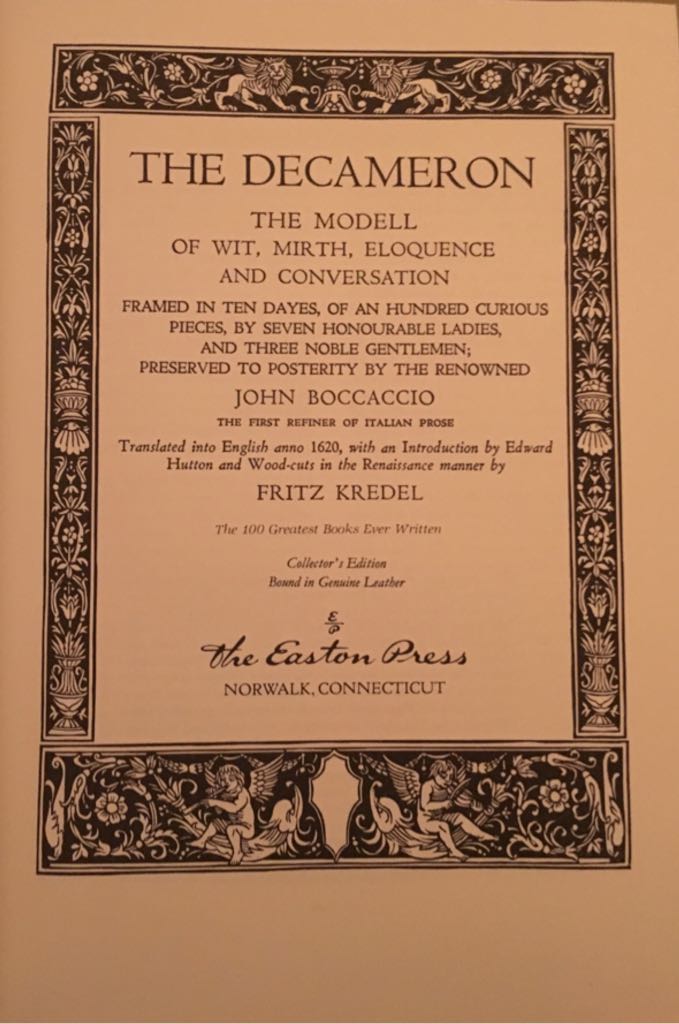 THE DECAMERON
THE MODELL
OF WIT, MIRTH, ELOQUENCE
AND CONVERSATION
FRAMED IN TEN DAYES, OF AN HUNDRED CURIOUS
PIECES, BY SEVEN HONOURABLE LADIES,
AND THREE NOBLE GENTLEMEN;
PRESERVED TO POSTERITY BY THE RENOWNED
JOHN BOCCACCIO
THE FIRST REFINER OF ITALIAN PROSE
Translated into English anno 1620, with an Introduction by Edward
Hutton and Wood-cuts in the Renaissance manner by
FRITZ KREDEL
The 100 Greatest Books Ever Written
Collector's Edition
Bound in Genuine Leather
E
P
The Easton Press
NORWALK, CONNECTICUT